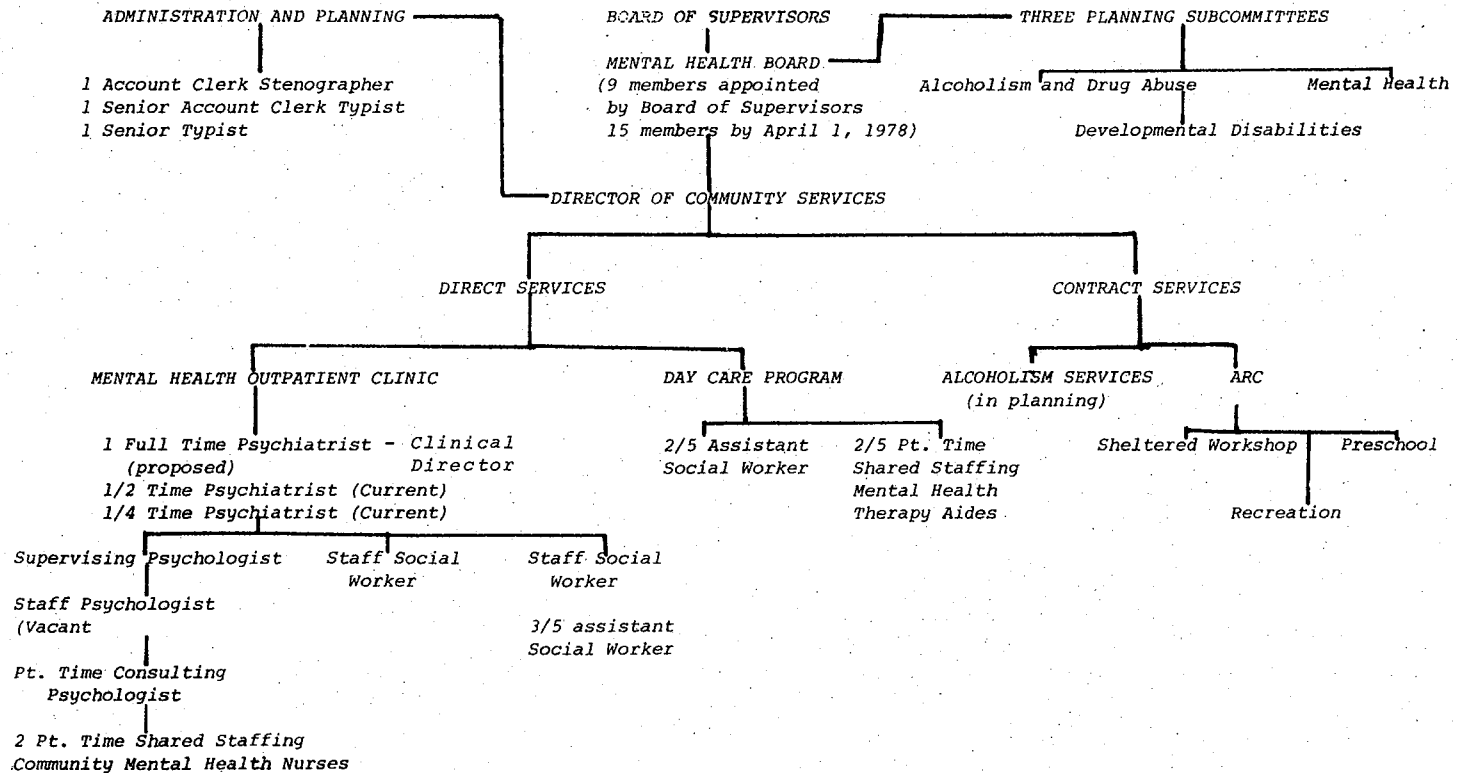 ADMINISTRATION AND PLANNING
BOARD OF SUPERVISORS
THREE PLANNING SUBCOMMITTEES
1 Account Clerk Stenographer
1 Senior Account Clerk Typist
1 Senior Typist
MENTAL HEALTH BOARD
(9 members appointed
by Board of Supervisors
15 members by April 1, 1978)
Alcoholism and Drug Abuse
Mental Health
Developmental Disabilities
DIRECTOR OF COMMUNITY SERVICES
DIRECT SERVICES
CONTRACT SERVICES
MENTAL HEALTH OUTPATIENT CLINIC
DAY CARE PROGRAM
ALCOHOLISM SERVICES
(in planning)
ARC
1 Full Time Psychiatrist - Clinical
(proposed) Director
1/2 Time Psychiatrist (Current)
1/4 Time Psychiatrist (Current)
2/5 Assistant
Social Worker
2/5 Pt. Time
Shared Staffing
Mental Health
Therapy Aides
Sheltered Workshop
Preschool
Recreation
Supervising Psychologist
Staff Social
Worker
Staff Social
Worker
Staff Psychologist
(Vacant
3/5 assistant
Social Worker
Pt. Time Consulting
Psychologist
2 Pt. Time Shared Staffing
Community Mental Health Nurses